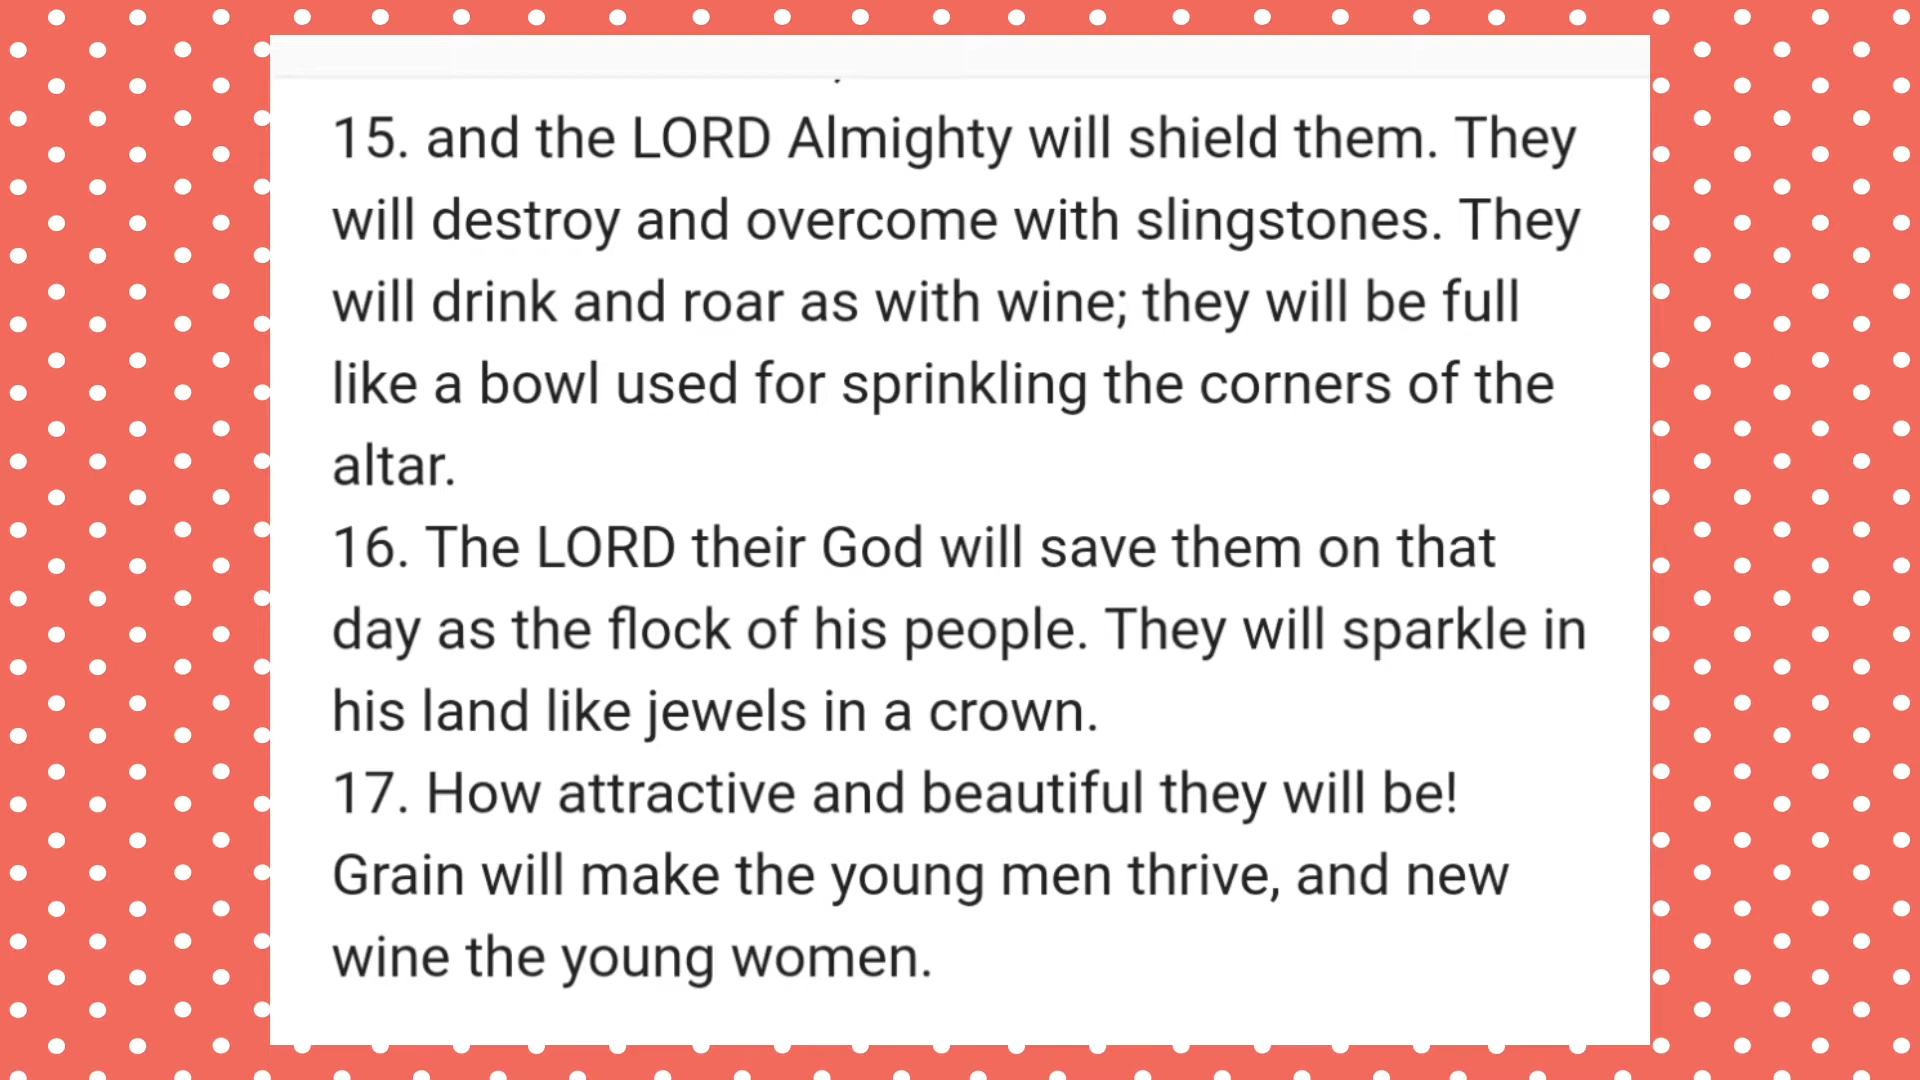 15. and the LORD Almighty will shield them. They
will destroy and overcome with slingstones. They
will drink and roar as with wine; they will be full
like a bowl used for sprinkling the corners of the
altar.
16. The LORD their God will save them on that
day as the flock of his people. They will sparkle in
his land like jewels in a crown.
17. How attractive and beautiful they will be!
Grain will make the young men thrive, and new
wine the young women.